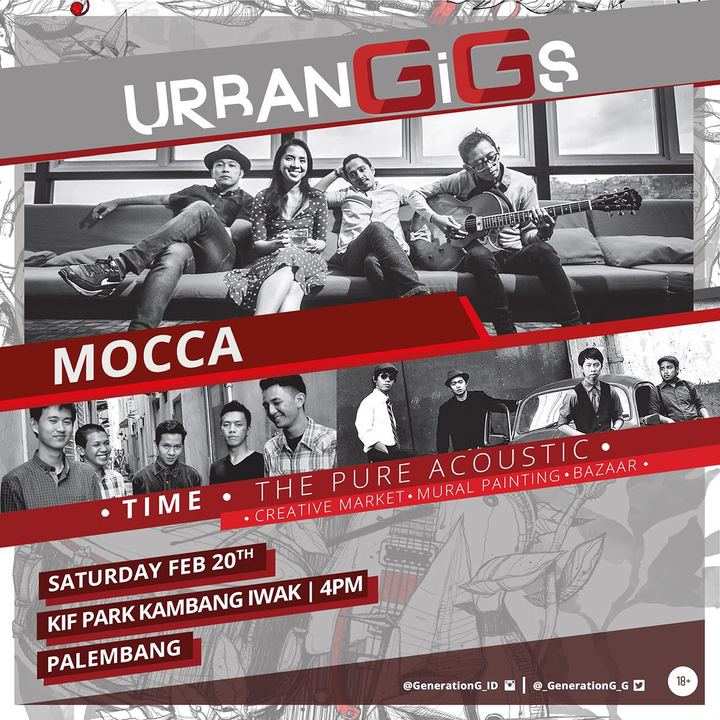 URBANGiGS
MOCCA
• TIME • THE PURE ACOUSTIC •
• CREATIVE MARKET • MURAL PAINTING • BAZAAR •
SATURDAY FEB 20TH
KIF PARK KAMBANG IWAK | 4PM
PALEMBANG
@GenerationG_ID | @_GenerationG_G
18+